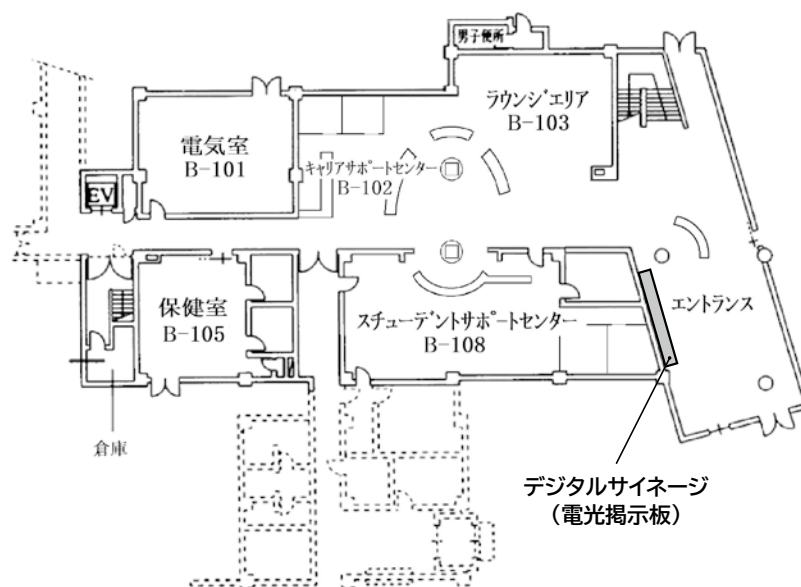 男子便所
ラウンジエリア
B-103
電気室
B-101
キャリアサポートセンター
B-102
EV
保健室
B-105
スチューデントサポートセンター
B-108
エントランス
倉庫
デジタルサイネージ
（電光掲示板）